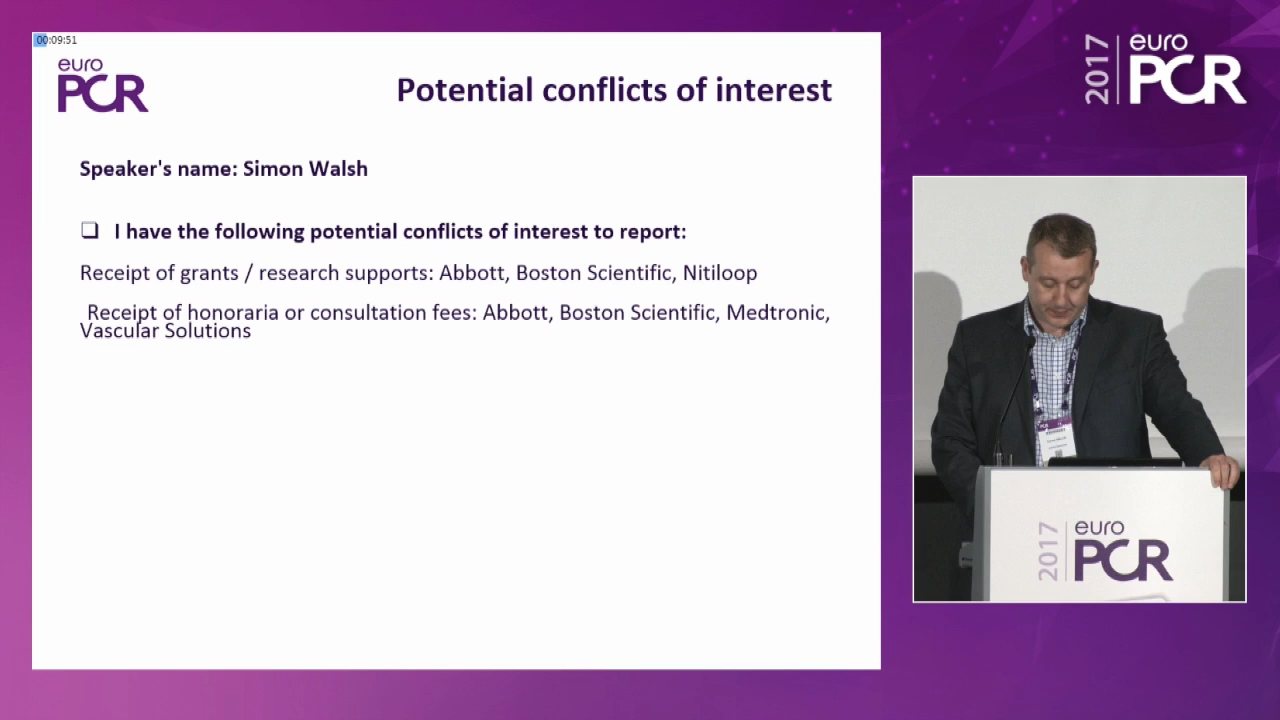 00:09:51
euro
PCR
Potential conflicts of interest
Speaker's name: Simon Walsh
❑ I have the following potential conflicts of interest to report:
Receipt of grants / research supports: Abbott, Boston Scientific, Nitiloop
Receipt of honoraria or consultation fees: Abbott, Boston Scientific, Medtronic,
Vascular Solutions
2017
euro
PCR
2017
euro
PCR